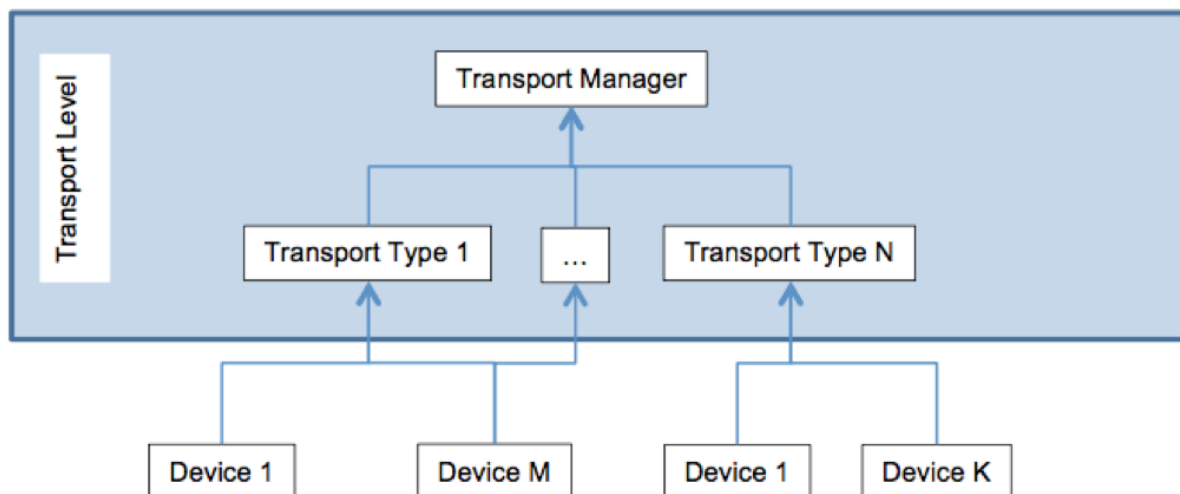 Transport Level
Transport Manager
Transport Type 1
...
Transport Type N
Device 1
Device M
Device 1
Device K